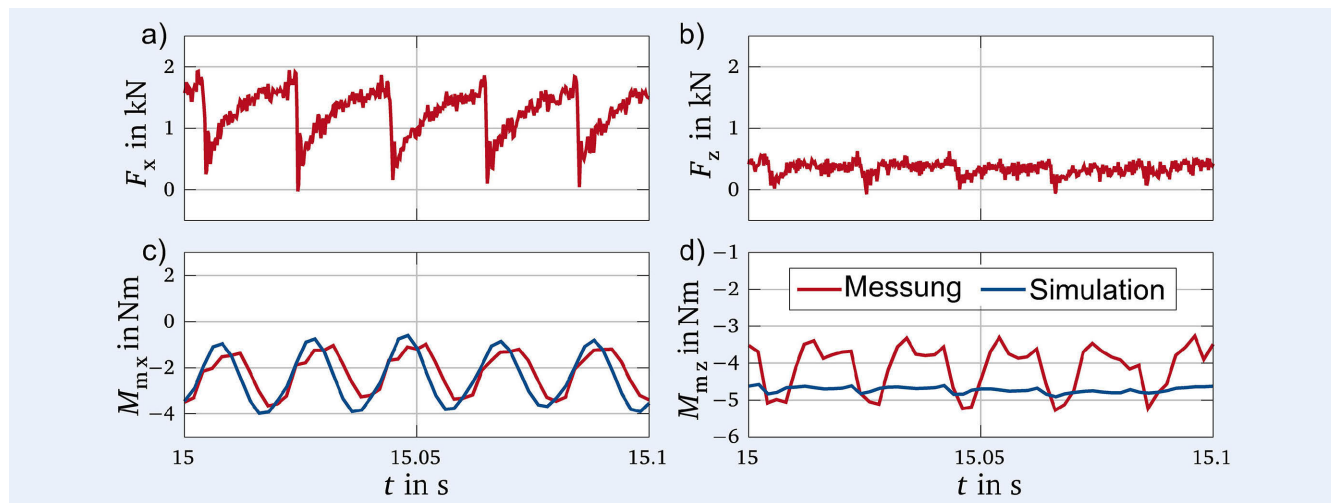 a)
2
1
0
F_x in kN
b)
2
1
0
F_z in kN
c)
2
0
−2
−4
M_mx in Nm
15
15.05
15.1
t in s
d)
−1
−2
−3
−4
−5
−6
M_mz in Nm
Messung
Simulation
15
15.05
15.1
t in s